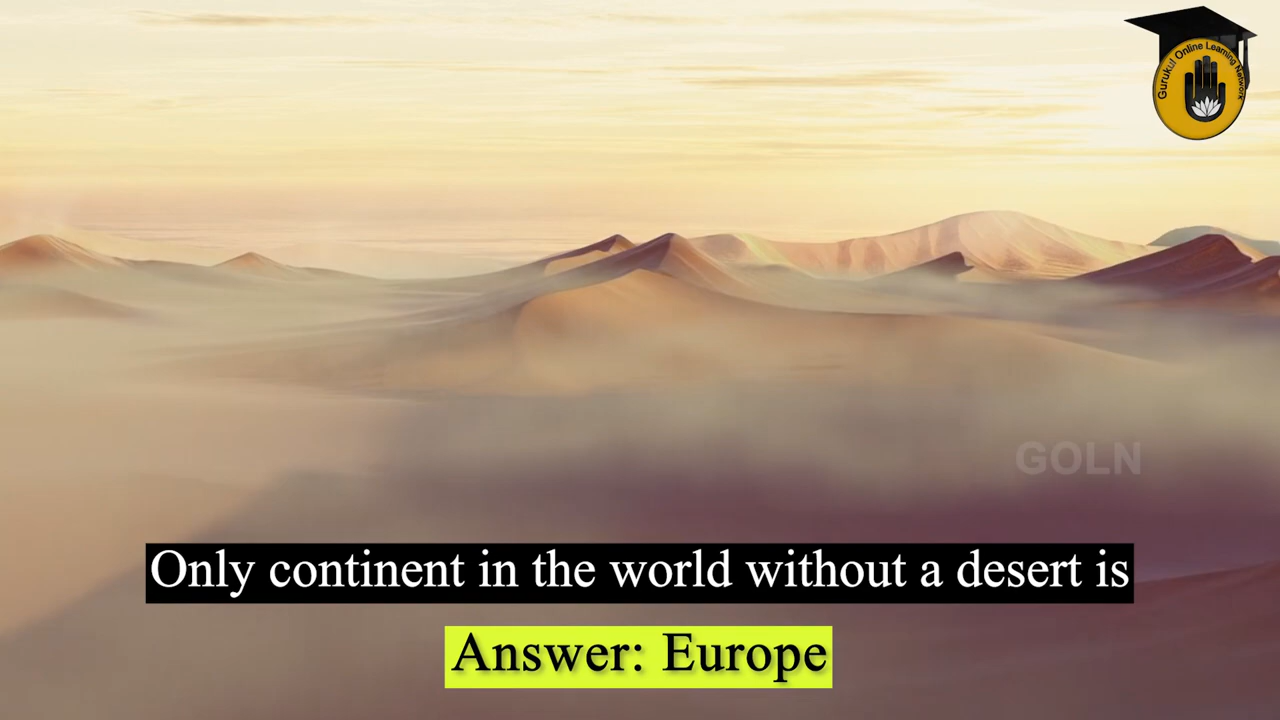 Gurukul Online Learning Network
GOLN
Only continent in the world without a desert is
Answer: Europe